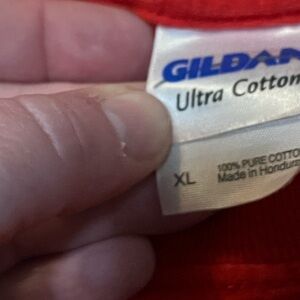 GILDAN
Ultra Cotton
XL
100% PURE COTTO
Made in Hondura